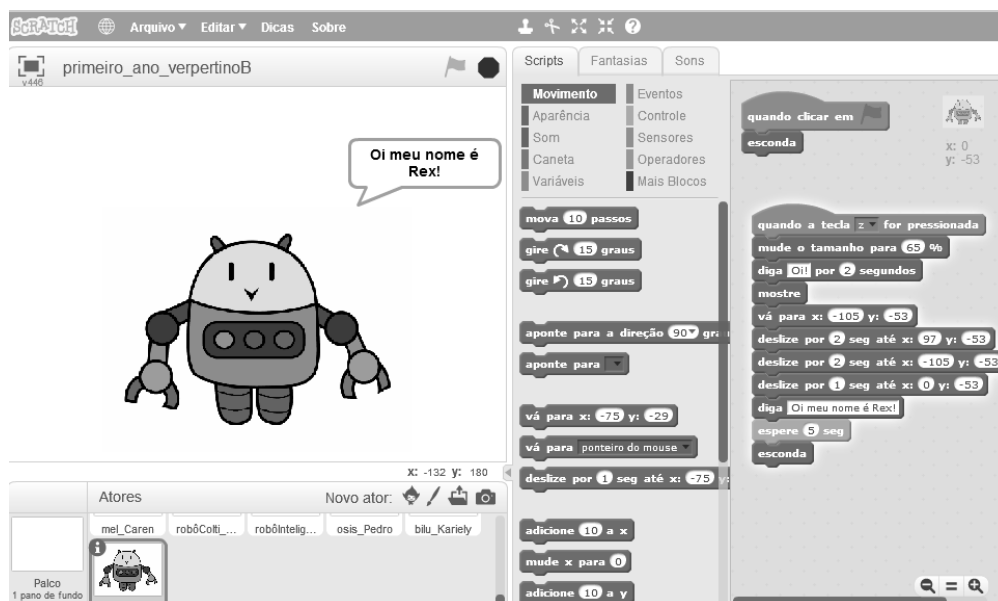 SCRATCH Arquivo Editar Dicas Sobre
v446 primeiro_ano_verpertinoB
Oi meu nome é
Rex!
X: -132 y: 180
Atores Novo ator:
mel_Caren robôColti_... robôIntelig... osis_Pedro bilu_Kariely
Palco
1 pano de fundo
Scripts Fantasias Sons
Movimento Eventos
Aparência Controle
Som Sensores
Caneta Operadores
Variáveis Mais Blocos
mova 10 passos
gire 15 graus
gire 15 graus
aponte para a direção 90 gra
aponte para
vá para x: -75 y: -29
vá para ponteiro do mouse
deslize por 1 seg até x: -75 y:
adicione 10 a x
mude x para 0
adicione 10 a y
quando clicar em
esconda
x: 0
y: -53
quando a tecla z for pressionada
mude o tamanho para 65 %
diga Oi! por 2 segundos
mostre
vá para x: -105 y: -53
deslize por 2 seg até x: 97 y: -53
deslize por 2 seg até x: -105 y: -53
deslize por 1 seg até x: 0 y: -53
diga Oi meu nome é Rex!
espere 5 seg
esconda